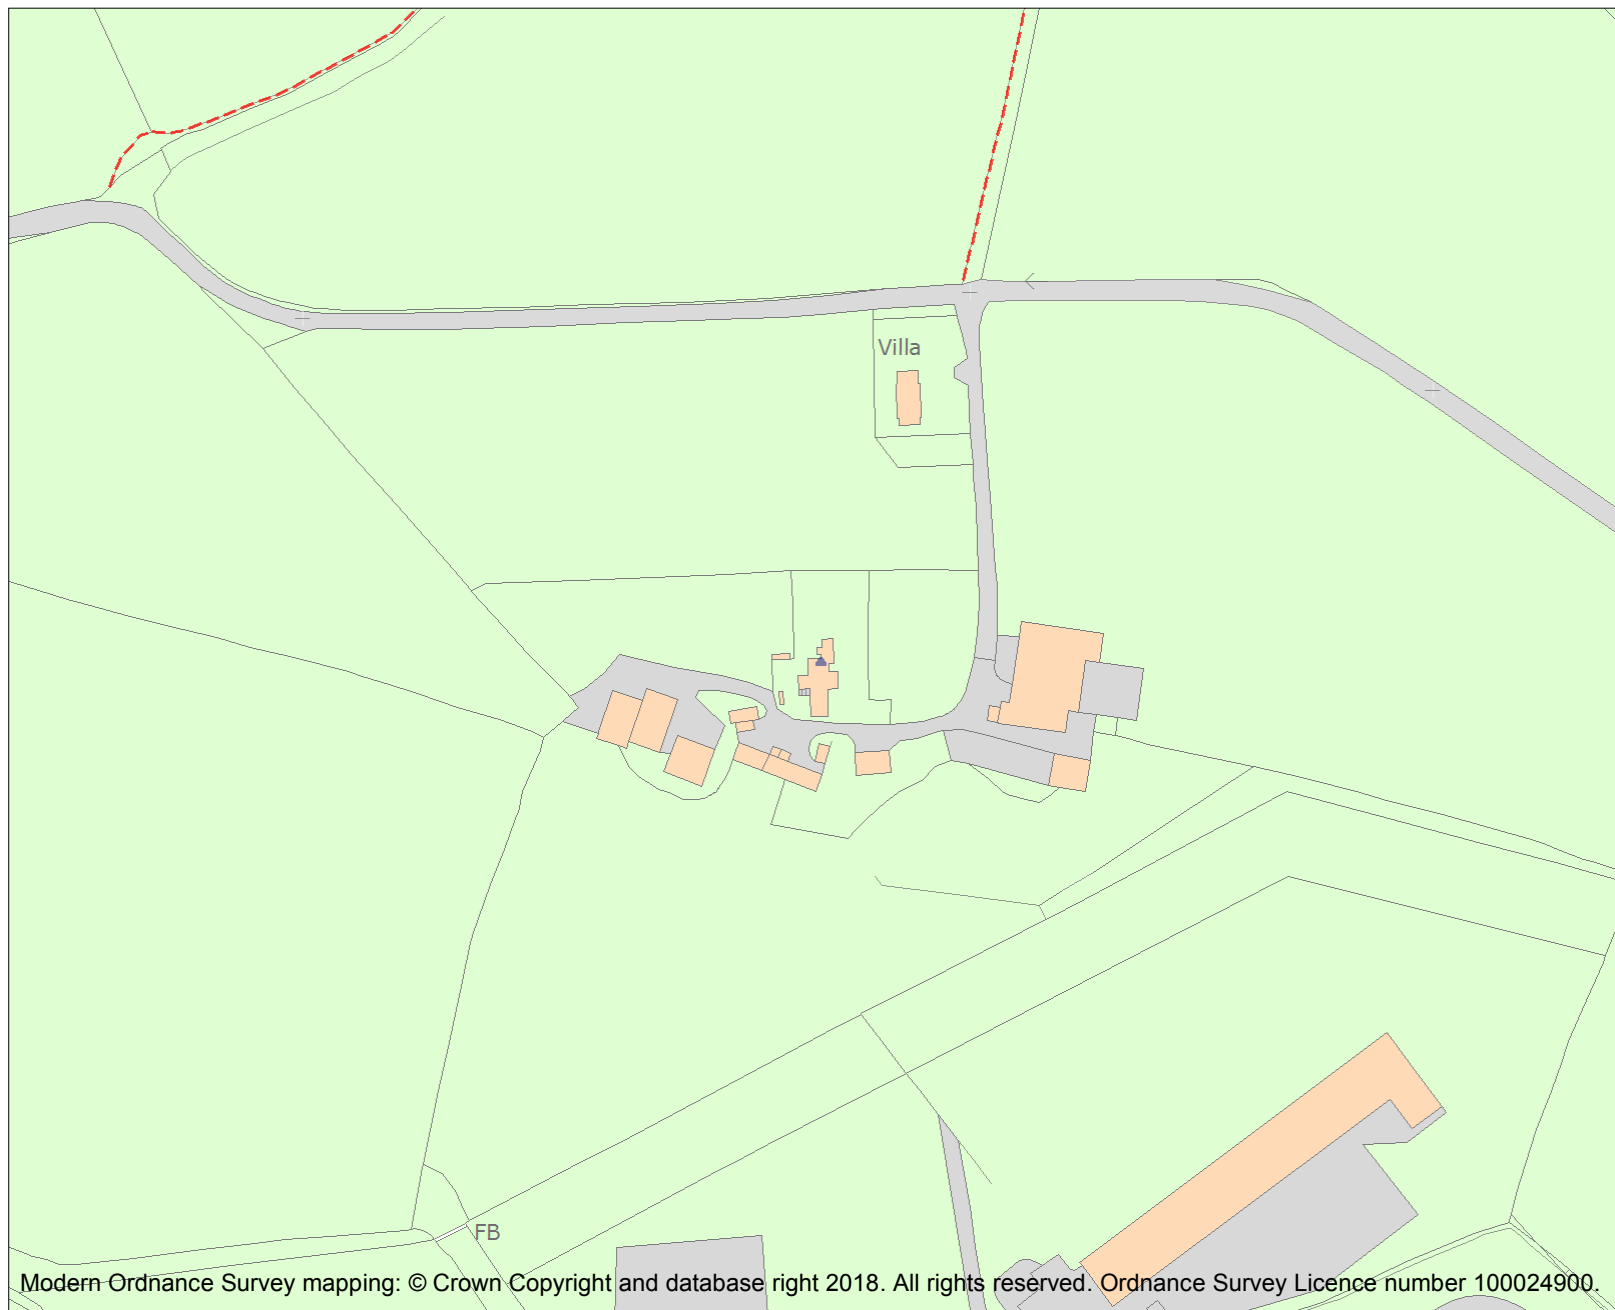 Villa
FB
Modern Ordnance Survey mapping: © Crown Copyright and database right 2018. All rights reserved. Ordnance Survey Licence number 100024900.